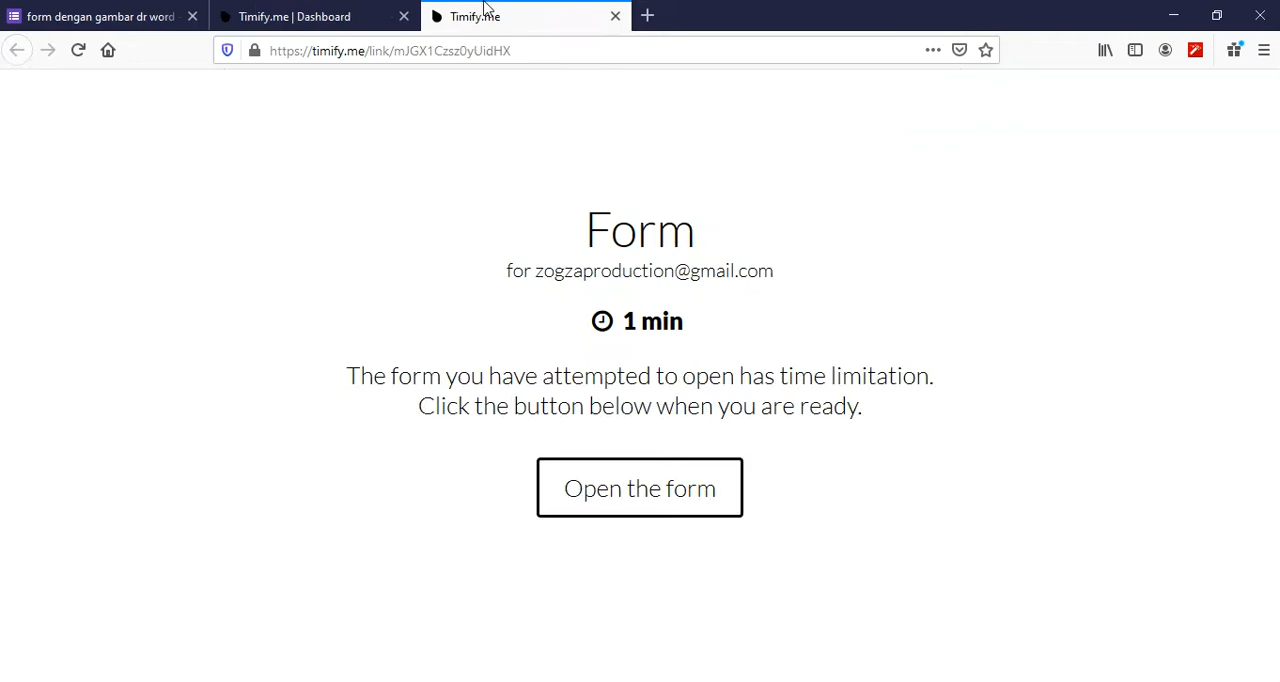 form dengan gambar dr word
Timify.me | Dashboard
Timify.me
https://timify.me/link/mJGX1Czsz0yUidHX
Form
for zogzaproduction@gmail.com
1 min
The form you have attempted to open has time limitation.
Click the button below when you are ready.
Open the form